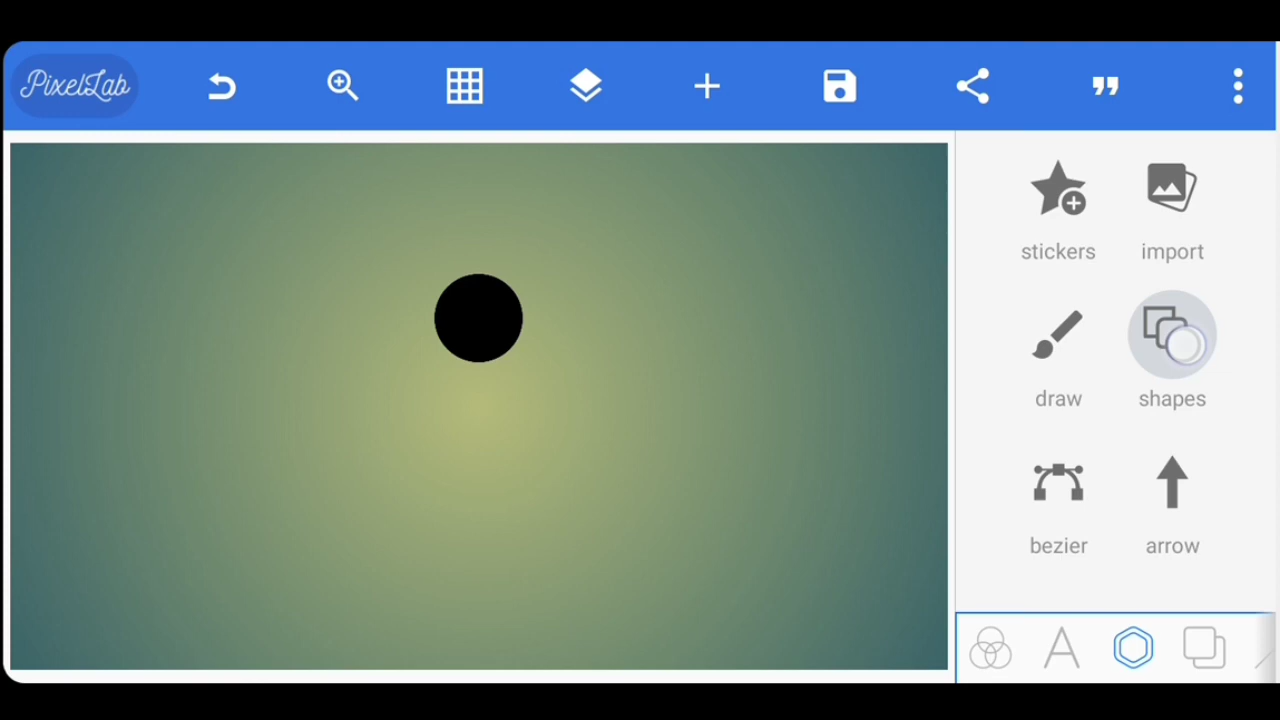 PixelLab
stickers
import
draw
shapes
bezier
arrow